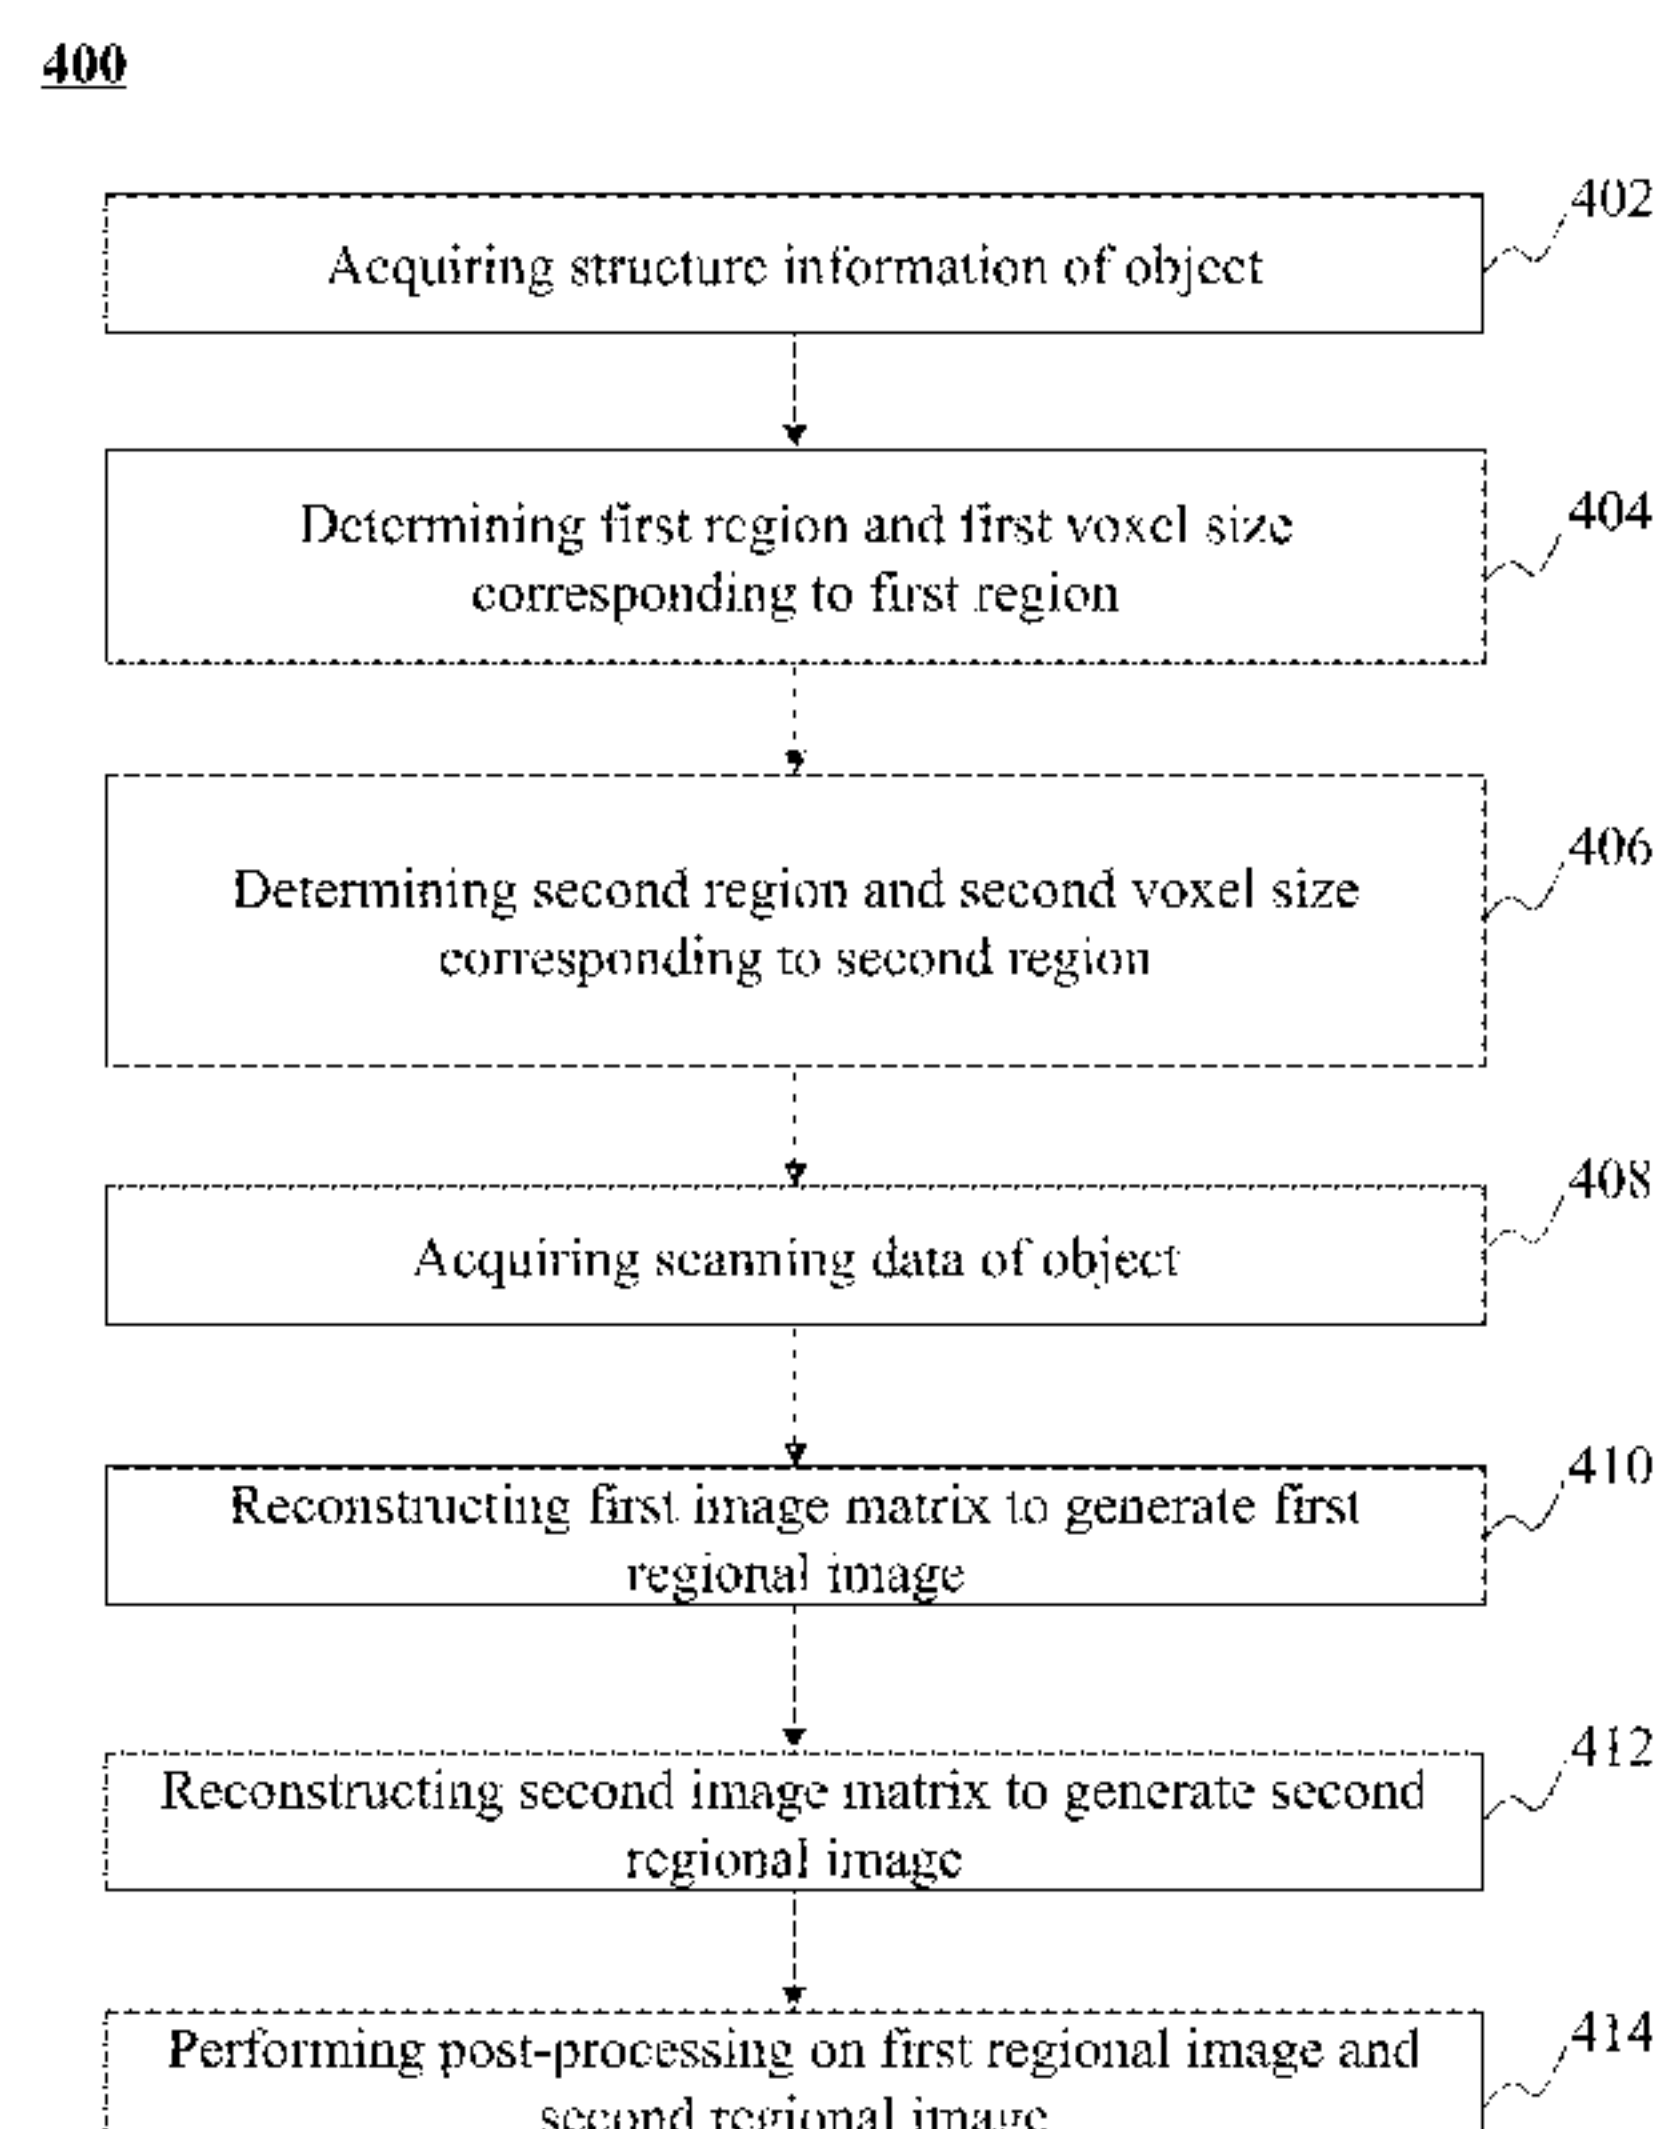 400
Acquiring structure information of object
402
Determining first region and first voxel size
corresponding to first region
404
Determining second region and second voxel size
corresponding to second region
406
Acquiring scanning data of object
408
Reconstructing first image matrix to generate first
regional image
410
Reconstructing second image matrix to generate second
regional image
412
Performing post-processing on first regional image and
second regional image
414